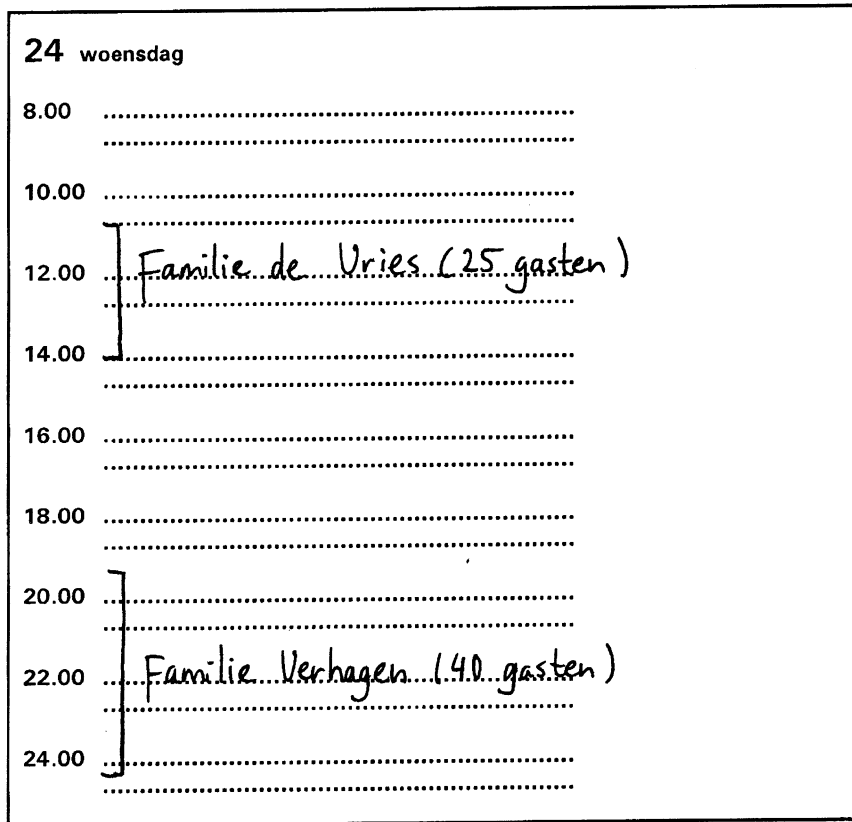 24 woensdag
8.00
10.00
12.00 Familie de Vries (25 gasten)
14.00
16.00
18.00
20.00
22.00 Familie Verhagen (40 gasten)
24.00